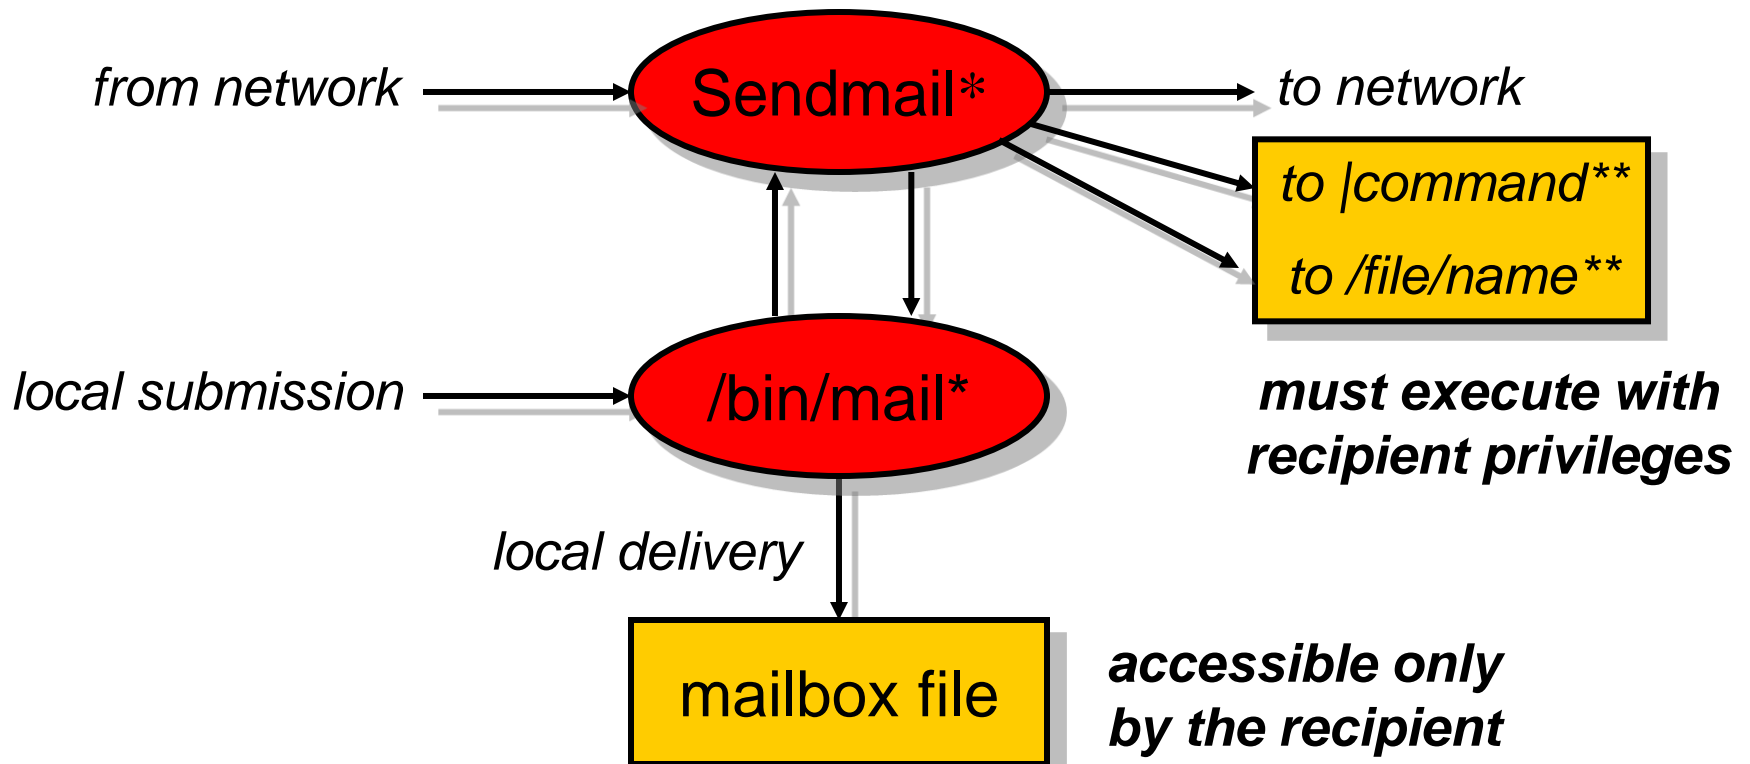 from network
Sendmail*
to network
to |command**
to /file/name**
local submission
/bin/mail*
must execute with
recipient privileges
local delivery
mailbox file
accessible only
by the recipient